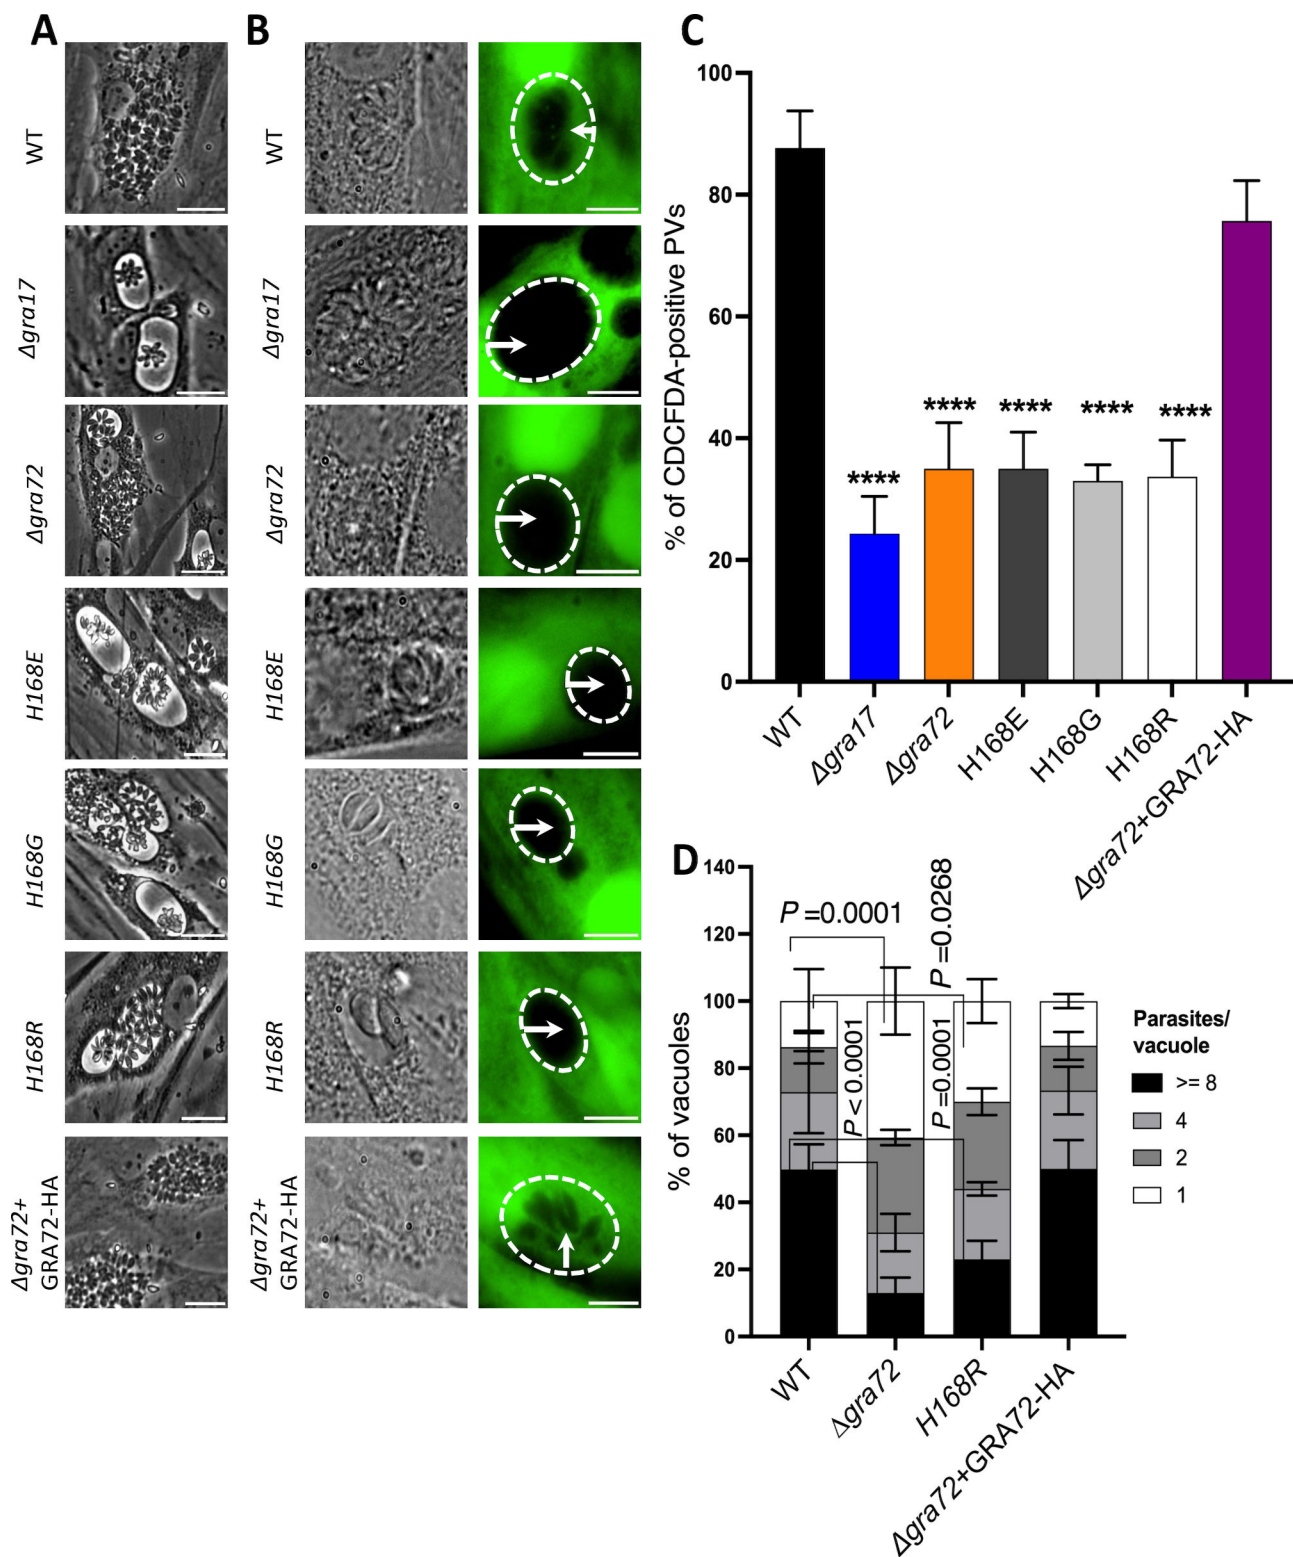 A
WT
Δgra17
Δgra72
H168E
H168G
H168R
Δgra72+
GRA72-HA
B
WT
Δgra17
Δgra72
H168E
H168G
H168R
Δgra72+
GRA72-HA
C
% of CDCFDA-positive PVs
100
80
60
40
20
0
****
****
****
****
****
WT
Δgra17
Δgra72
H168E
H168G
H168R
Δgra72+GRA72-HA
D
% of vacuoles
140
120
100
80
60
40
20
0
P =0.0001
P =0.0268
P < 0.0001
P =0.0001
WT
Δgra72
H168R
Δgra72+GRA72-HA
Parasites/
vacuole
>= 8
4
2
1